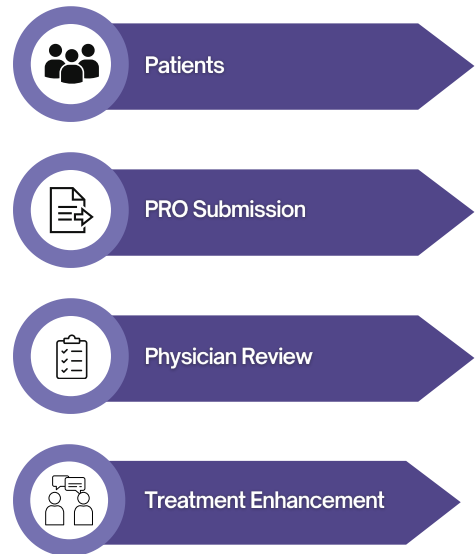 Patients
PRO Submission
Physician Review
Treatment Enhancement